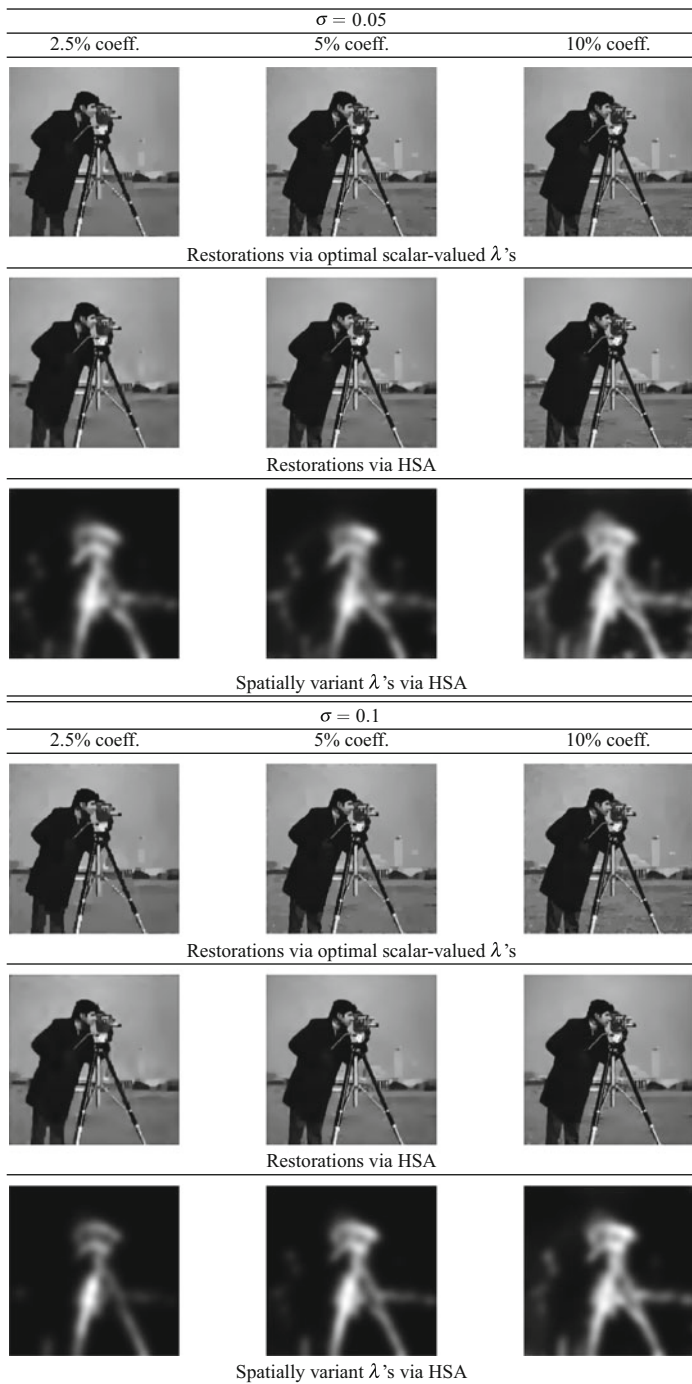 σ = 0.05
2.5% coeff. 5% coeff. 10% coeff.
Restorations via optimal scalar-valued λ's
Restorations via HSA
Spatially variant λ's via HSA
σ = 0.1
2.5% coeff. 5% coeff. 10% coeff.
Restorations via optimal scalar-valued λ's
Restorations via HSA
Spatially variant λ's via HSA